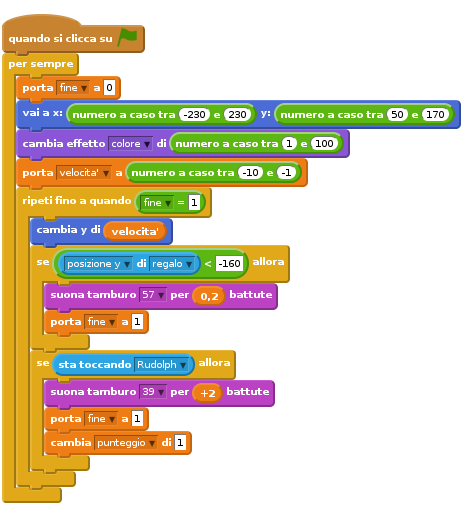 quando si clicca su
per sempre
porta fine a 0
vai a x: numero a caso tra -230 e 230 y: numero a caso tra 50 e 170
cambia effetto colore di numero a caso tra 1 e 100
porta velocita' a numero a caso tra -10 e -1
ripeti fino a quando fine = 1
cambia y di velocita'
se posizione y di regalo < -160 allora
suona tamburo 57 per 0,2 battute
porta fine a 1
se sta toccando Rudolph allora
suona tamburo 39 per +2 battute
porta fine a 1
cambia punteggio di 1